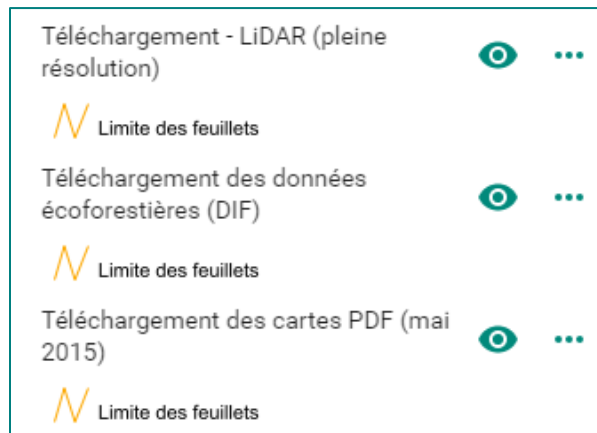 Téléchargement - LiDAR (pleine
résolution)
Limite des feuillets
Téléchargement des données
écoforestières (DIF)
Limite des feuillets
Téléchargement des cartes PDF (mai
2015)
Limite des feuillets